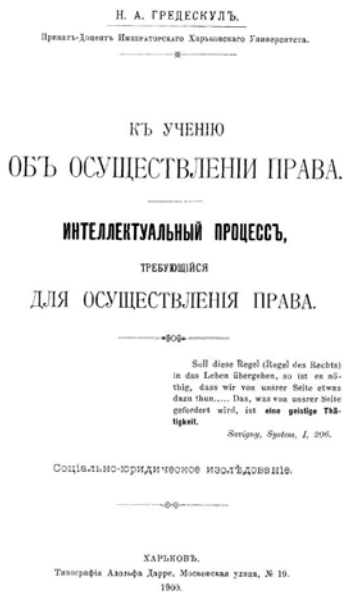 Н. А. ГРЕДЕСКУЛЪ.
Приватъ-Доцентъ Императорскаго Харьковскаго Университета.
КЪ УЧЕНІЮ
ОБЪ ОСУЩЕСТВЛЕНІИ ПРАВА.
ИНТЕЛЛЕКТУАЛЬНЫЙ ПРОЦЕССЪ,
ТРЕБУЮЩІЙСЯ
ДЛЯ ОСУЩЕСТВЛЕНІЯ ПРАВА.
Soll diese Regel (Regel des Rechts)
in das Leben übergehen, so ist es nö-
thig, dass wir von unsrer Seite etwas
dazu thun..... Das, was von unsrer Seite
gefordert wird, ist eine geistige Thä-
tigkeit.
Savigny, System, I, 206.
Соціально-юридическое изслѣдованіе.
ХАРЬКОВЪ.
Типографія Адольфа Дарре, Московская улица, № 19.
1900.